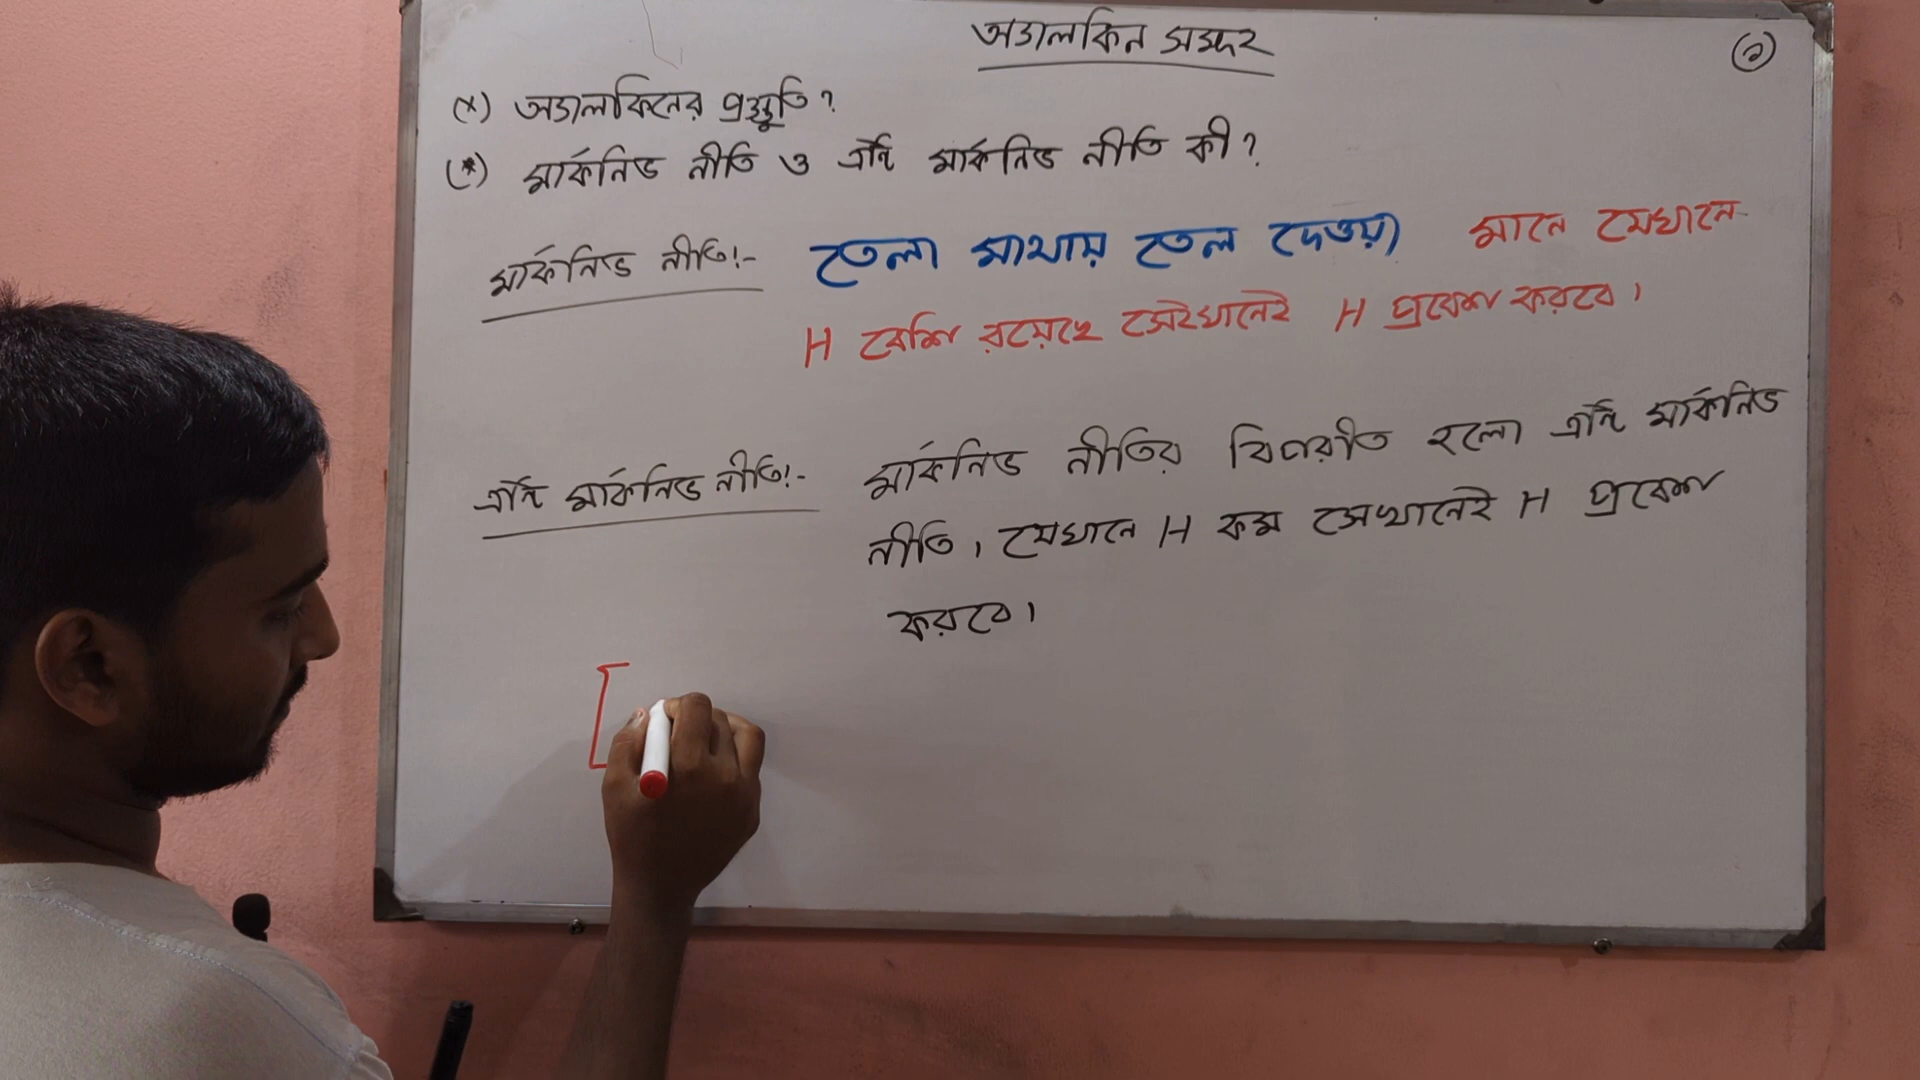 অ্যালকিন সমূহ
(১)
(*) অ্যালকিনের প্রস্তুতি?
(*) মার্কনিভ নীতি ও এন্টি মার্কনিভ নীতি কী?
মার্কনিভ নীতি:- তেলা মাথায় তেল দেওয়া মানে যেখানে
H বেশি রয়েছে সেইখানেই H প্রবেশ করবে।
এন্টি মার্কনিভ নীতি:- মার্কনিভ নীতির বিপরীত হলো এন্টি মার্কনিভ
নীতি, যেখানে H কম সেখানেই H প্রবেশ
করবে।
[